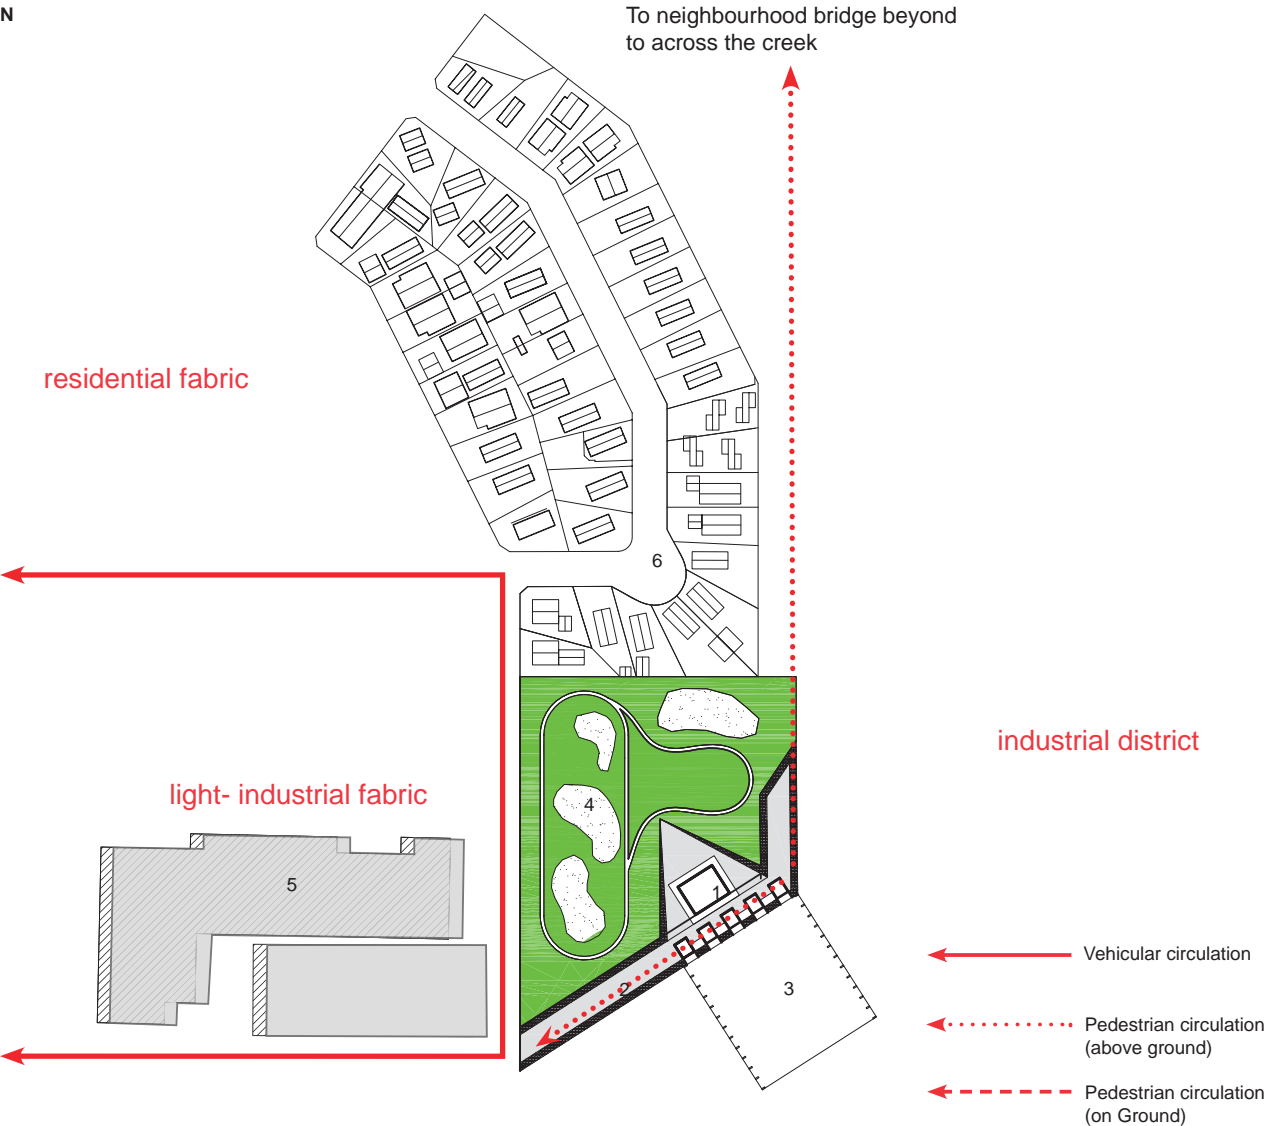 N
To neighbourhood bridge beyond
to across the creek
residential fabric
6
industrial district
light- industrial fabric
4
5
1
2
3
Vehicular circulation
Pedestrian circulation
(above ground)
Pedestrian circulation
(on Ground)